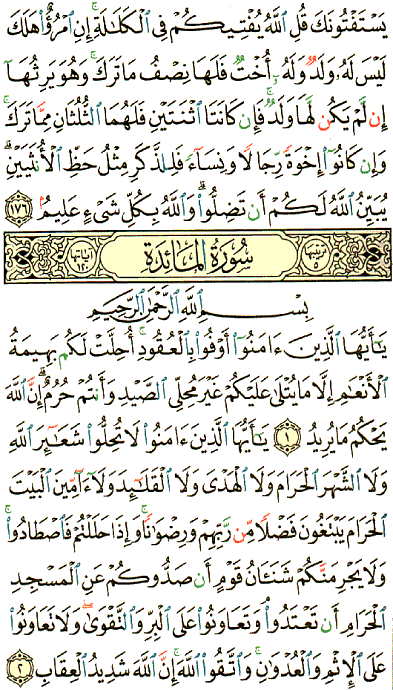 يَسۡتَفۡتُونَكَ قُلِ ٱللَّهُ يُفۡتِيكُمۡ فِي ٱلۡكَلَٰلَةِۚ إِنِ ٱمۡرُؤٌاْ هَلَكَ
لَيۡسَ لَهُۥ وَلَدٞ وَلَهُۥٓ أُخۡتٞ فَلَهَا نِصۡفُ مَا تَرَكَۚ وَهُوَ يَرِثُهَآ
إِن لَّمۡ يَكُن لَّهَا وَلَدٞۚ فَإِن كَانَتَا ٱثۡنَتَيۡنِ فَلَهُمَا ٱلثُّلُثَانِ مِمَّا تَرَكَۚ
وَإِن كَانُوٓاْ إِخۡوَةٗ رِّجَالٗا وَنِسَآءٗ فَلِلذَّكَرِ مِثۡلُ حَظِّ ٱلۡأُنثَيَيۡنِۗ
يُبَيِّنُ ٱللَّهُ لَكُمۡ أَن تَضِلُّواْۗ وَٱللَّهُ بِكُلِّ شَيۡءٍ عَلِيمُۢ ١٧٦
ترتيبها ٥ سُورَةُ المَائِدَةِ آياتها ١٢٠
بِسۡمِ ٱللَّهِ ٱلرَّحۡمَٰنِ ٱلرَّحِيمِ
يَٰٓأَيُّهَا ٱلَّذِينَ ءَامَنُوٓاْ أَوۡفُواْ بِٱلۡعُقُودِۚ أُحِلَّتۡ لَكُم بَهِيمَةُ
ٱلۡأَنۡعَٰمِ إِلَّا مَا يُتۡلَىٰ عَلَيۡكُمۡ غَيۡرَ مُحِلِّي ٱلصَّيۡدِ وَأَنتُمۡ حُرُمٌۗ إِنَّ ٱللَّهَ
يَحۡكُمُ مَا يُرِيدُ ١ يَٰٓأَيُّهَا ٱلَّذِينَ ءَامَنُواْ لَا تُحِلُّواْ شَعَٰٓئِرَ ٱللَّهِ
وَلَا ٱلشَّهۡرَ ٱلۡحَرَامَ وَلَا ٱلۡهَدۡيَ وَلَا ٱلۡقَلَٰٓئِدَ وَلَآ ءَآمِّينَ ٱلۡبَيۡتَ
ٱلۡحَرَامَ يَبۡتَغُونَ فَضۡلٗا مِّن رَّبِّهِمۡ وَرِضۡوَٰنٗاۚ وَإِذَا حَلَلۡتُمۡ فَٱصۡطَادُواْۚ
وَلَا يَجۡرِمَنَّكُمۡ شَنَـَٔانُ قَوۡمٍ أَن صَدُّوكُمۡ عَنِ ٱلۡمَسۡجِدِ
ٱلۡحَرَامِ أَن تَعۡتَدُواْۘ وَتَعَاوَنُواْ عَلَى ٱلۡبِرِّ وَٱلتَّقۡوَىٰۖ وَلَا تَعَاوَنُواْ
عَلَى ٱلۡإِثۡمِ وَٱلۡعُدۡوَٰنِۚ وَٱتَّقُواْ ٱللَّهَۖ إِنَّ ٱللَّهَ شَدِيدُ ٱلۡعِقَابِ ٢